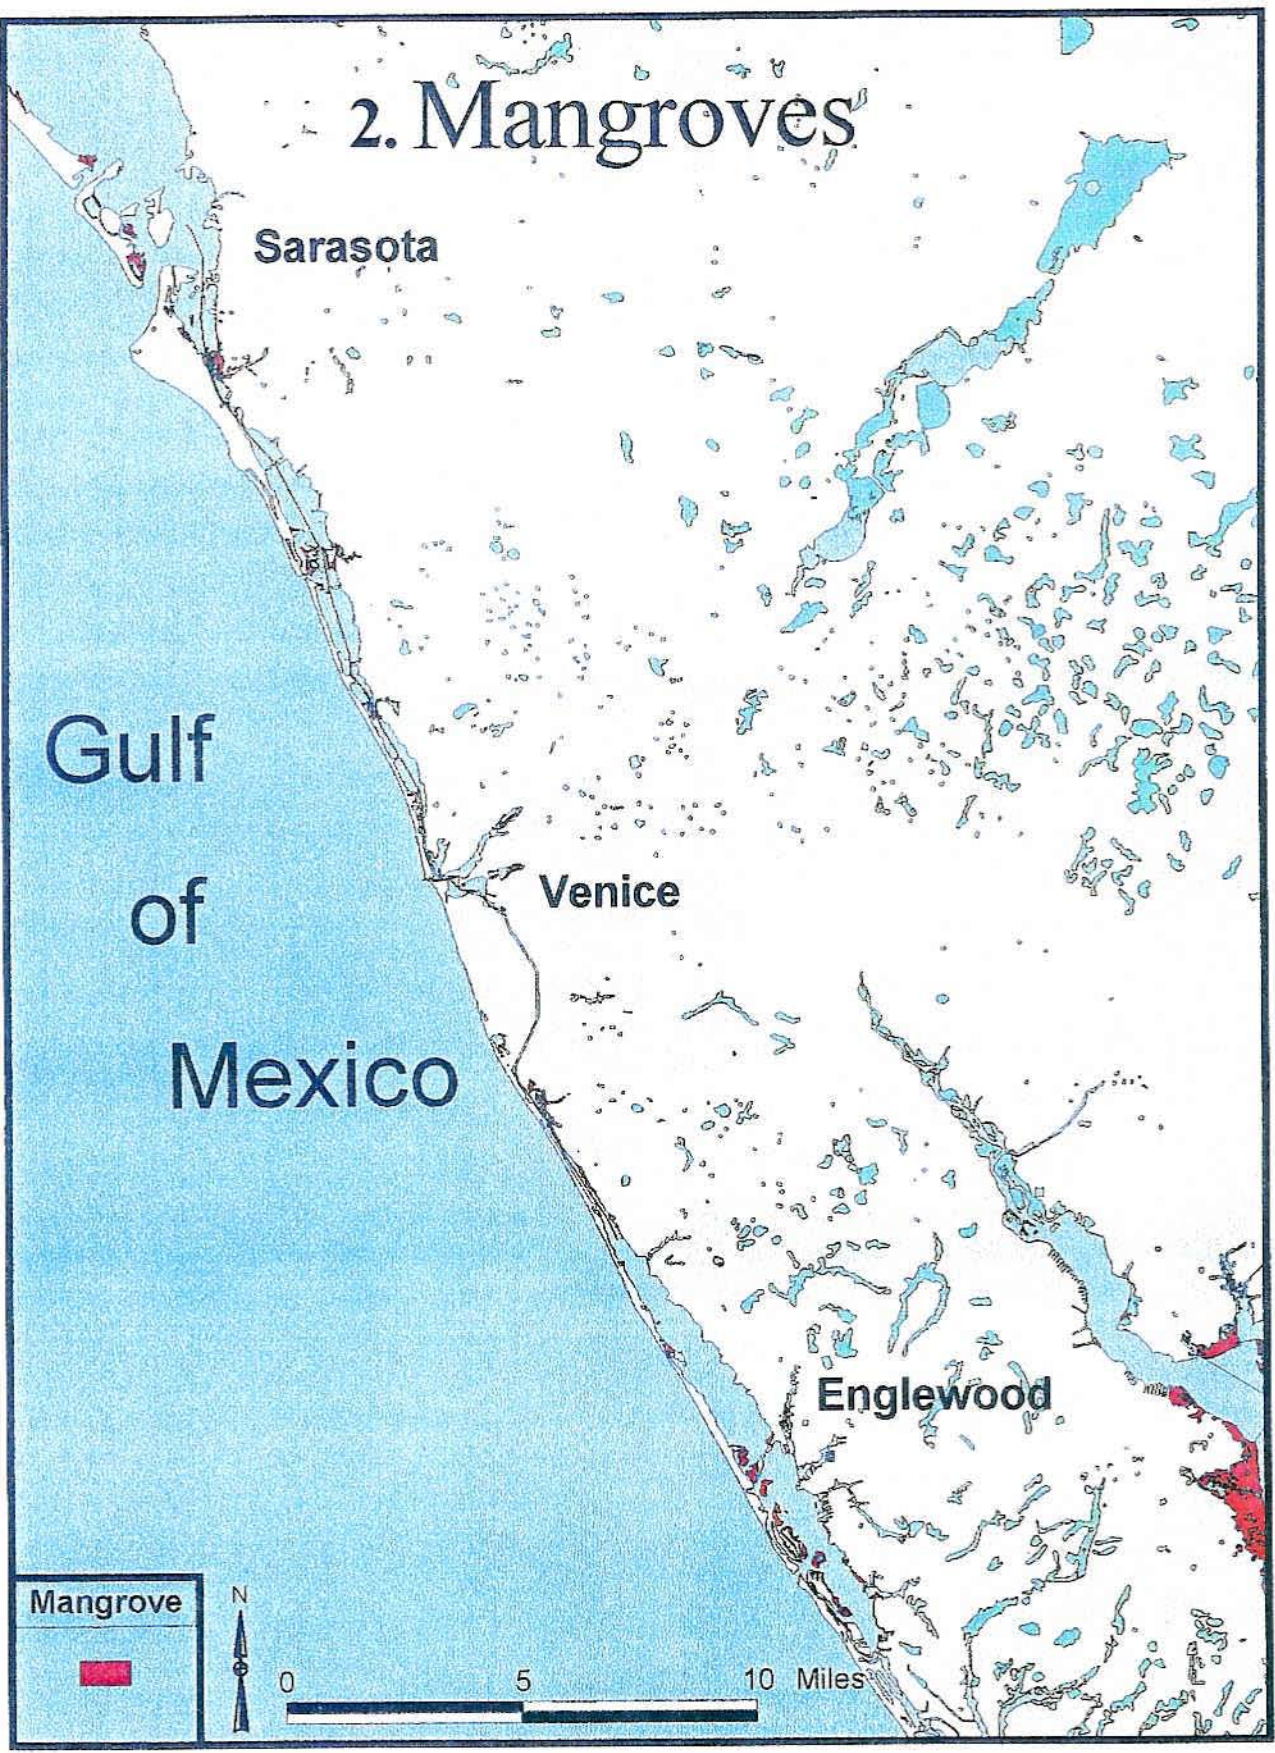 2. Mangroves
Sarasota
Gulf
of
Mexico
Venice
Englewood
Mangrove
N
0 5 10 Miles